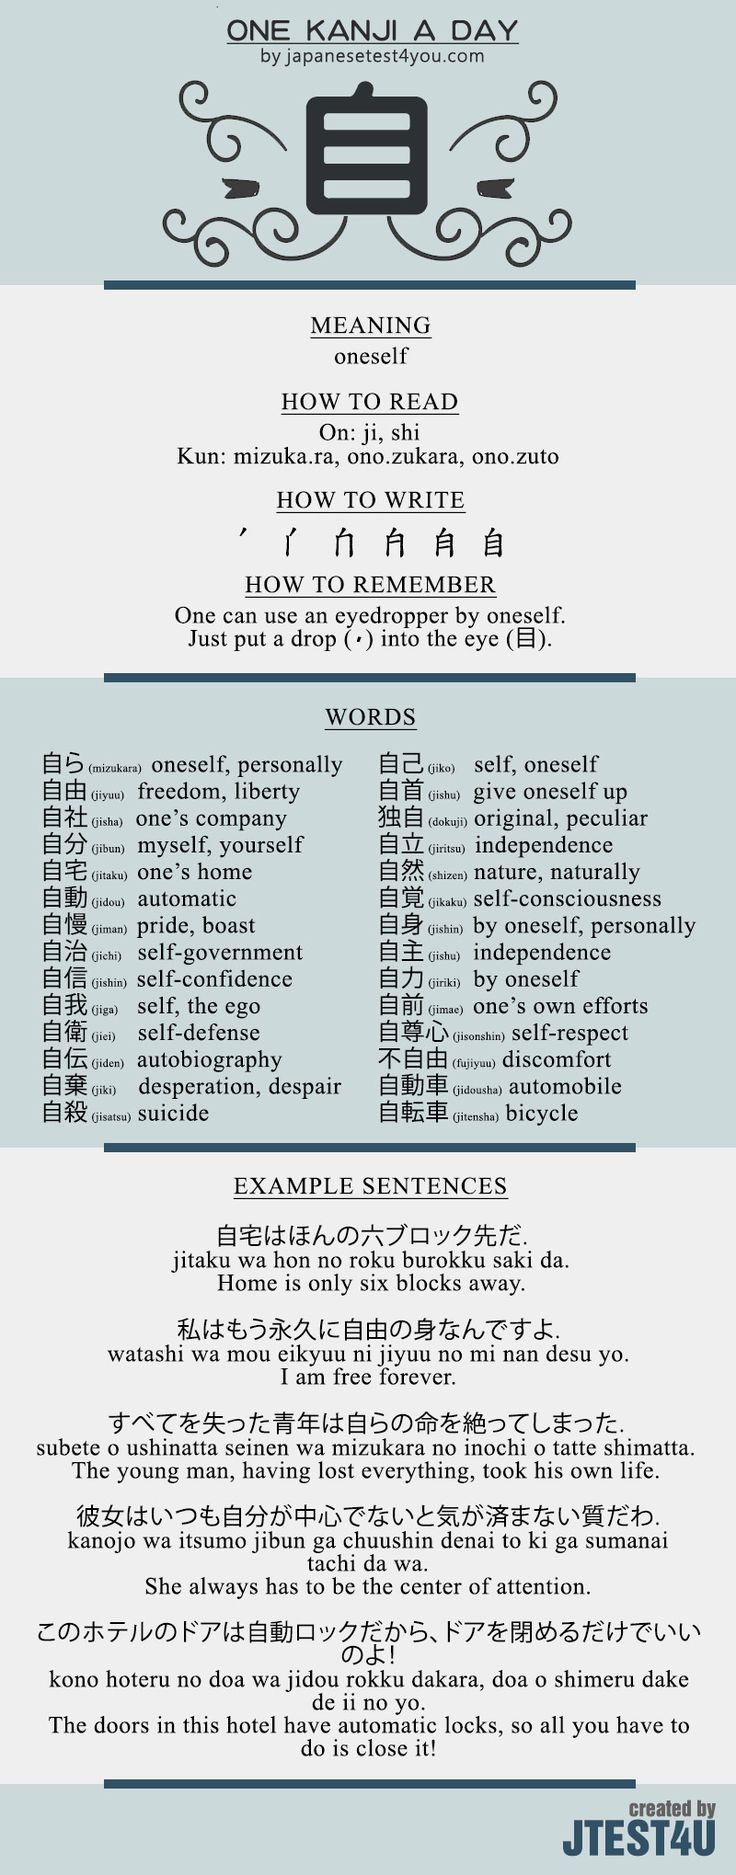 ONE KANJI A DAY
by japanesetest4you.com
自
MEANING
oneself
HOW TO READ
On: ji, shi
Kun: mizuka.ra, ono.zukara, ono.zuto
HOW TO WRITE
自
HOW TO REMEMBER
One can use an eyedropper by oneself.
Just put a drop (丶) into the eye (目).
WORDS
自ら (mizukara) oneself, personally
自由 (jiyuu) freedom, liberty
自社 (jisha) one's company
自分 (jibun) myself, yourself
自宅 (jitaku) one's home
自動 (jidou) automatic
自慢 (jiman) pride, boast
自治 (jichi) self-government
自信 (jishin) self-confidence
自我 (jiga) self, the ego
自衛 (jiei) self-defense
自伝 (jiden) autobiography
自棄 (jiki) desperation, despair
自殺 (jisatsu) suicide
自己 (jiko) self, oneself
自首 (jishu) give oneself up
独自 (dokuji) original, peculiar
自立 (jiritsu) independence
自然 (shizen) nature, naturally
自覚 (jikaku) self-consciousness
自身 (jishin) by oneself, personally
自主 (jishu) independence
自力 (jiriki) by oneself
自前 (jimae) one's own efforts
自尊心 (jisonshin) self-respect
不自由 (fujiyuu) discomfort
自動車 (jidousha) automobile
自転車 (jitensha) bicycle
EXAMPLE SENTENCES
自宅はほんの六ブロック先だ.
jitaku wa hon no roku burokku saki da.
Home is only six blocks away.
私はもう永久に自由の身なんですよ.
watashi wa mou eikyuu ni jiyuu no mi nan desu yo.
I am free forever.
すべてを失った青年は自らの命を絶ってしまった.
subete o ushinatta seinen wa mizukara no inochi o tatte shimatta.
The young man, having lost everything, took his own life.
彼女はいつも自分が中心でないと気が済まない質だわ.
kanojo wa itsumo jibun ga chuushin denai to ki ga sumanai
tachi da wa.
She always has to be the center of attention.
このホテルのドアは自動ロックだから、ドアを閉めるだけでいい
のよ!
kono hoteru no doa wa jidou rokku dakara, doa o shimeru dake
de ii no yo.
The doors in this hotel have automatic locks, so all you have to
do is close it!
created by
JTEST4U